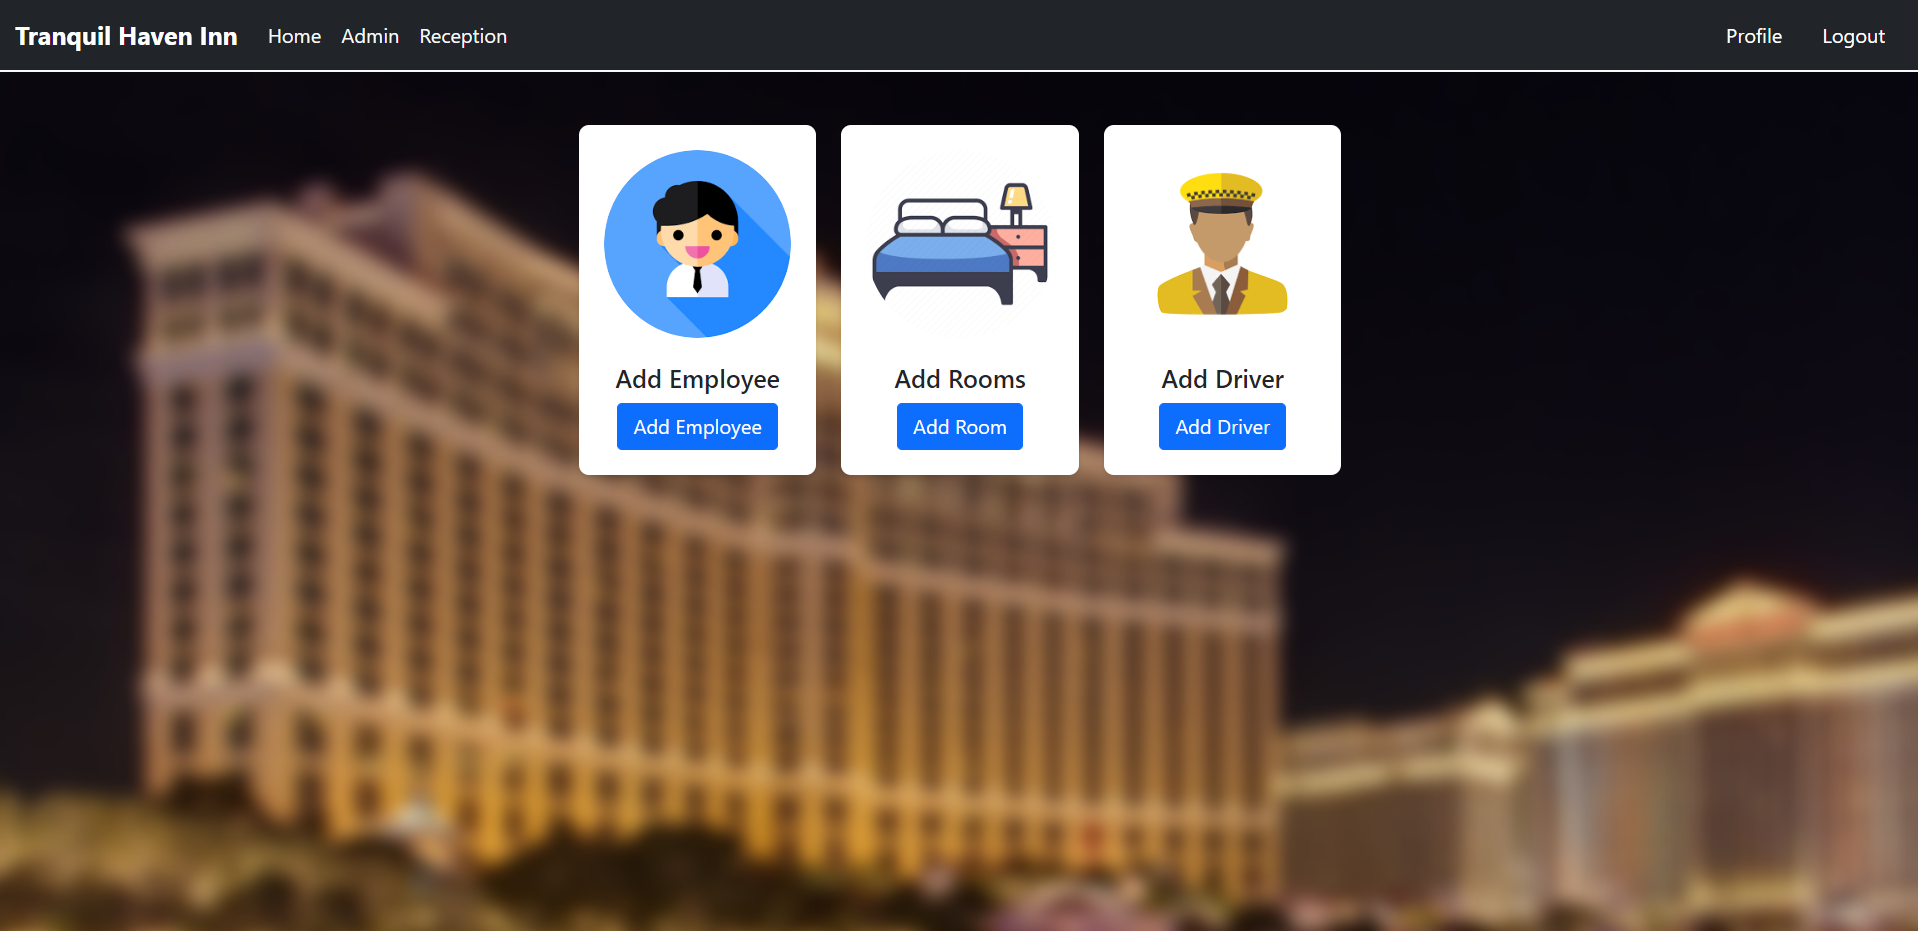 Tranquil Haven Inn Home Admin Reception Profile Logout
Add Employee Add Rooms Add Driver
Add Employee Add Room Add Driver